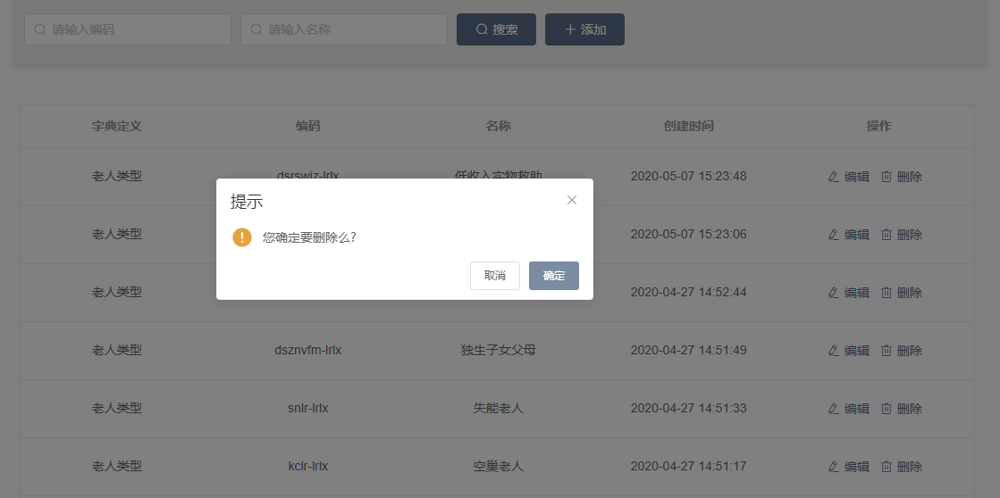 请输入编码 请输入名称 搜索 添加
字典定义 编码 名称 创建时间 操作
老人类型 dsrswjz-lrlx 低收入实物救助 2020-05-07 15:23:48 编辑 删除
提示
老人类型 2020-05-07 15:23:06 编辑 删除
您确定要删除么?
取消 确定
老人类型 2020-04-27 14:52:44 编辑 删除
老人类型 dsznvfm-lrlx 独生子女父母 2020-04-27 14:51:49 编辑 删除
老人类型 snlr-lrlx 失能老人 2020-04-27 14:51:33 编辑 删除
老人类型 kclr-lrlx 空巢老人 2020-04-27 14:51:17 编辑 删除